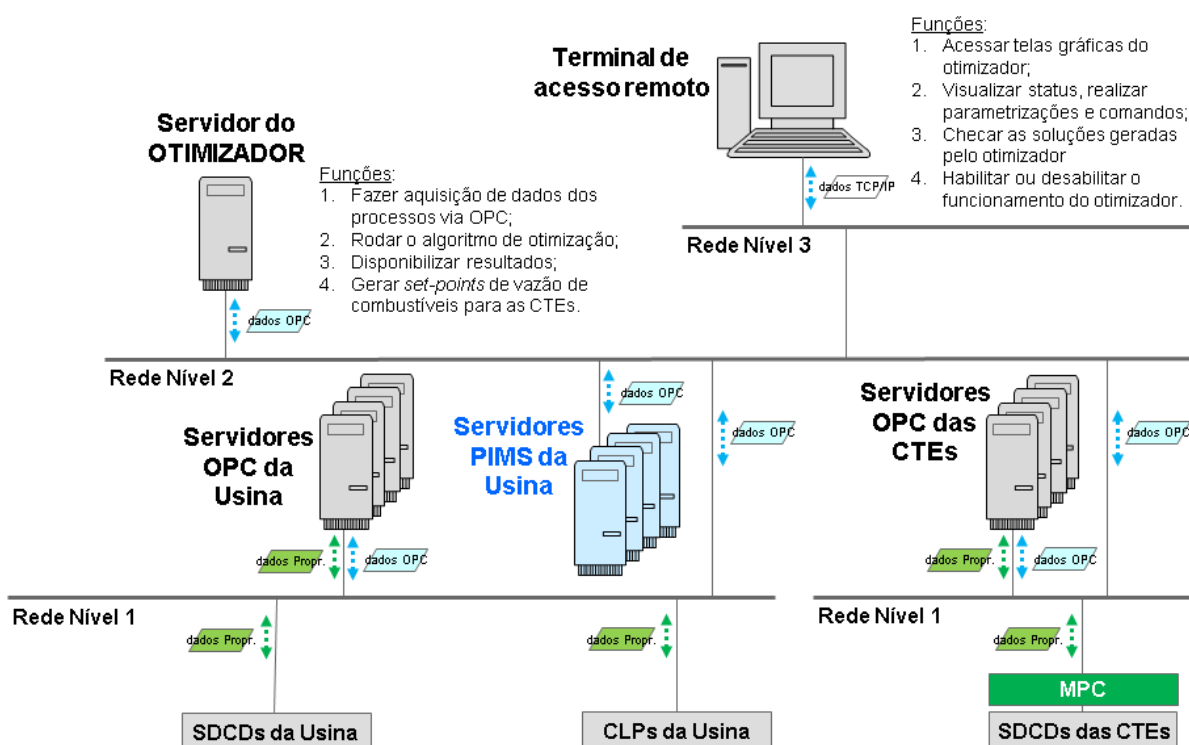 Terminal de
acesso remoto
Funções:
1. Acessar telas gráficas do
otimizador;
2. Visualizar status, realizar
parametrizações e comandos;
3. Checar as soluções geradas
pelo otimizador
4. Habilitar ou desabilitar o
funcionamento do otimizador.
dados TCP/IP
Rede Nível 3
Servidor do
OTIMIZADOR
Funções:
1. Fazer aquisição de dados dos
processos via OPC;
2. Rodar o algoritmo de otimização;
3. Disponibilizar resultados;
4. Gerar set-points de vazão de
combustíveis para as CTEs.
dados OPC
Rede Nível 2
Servidores
OPC da
Usina
dados Propr.
dados OPC
Servidores
PIMS da
Usina
dados OPC
dados OPC
Servidores
OPC das
CTEs
dados OPC
dados Propr.
dados OPC
Rede Nível 1
Rede Nível 1
dados Propr.
dados Propr.
dados Propr.
MPC
SDCDs da Usina
CLPs da Usina
SDCDs das CTEs